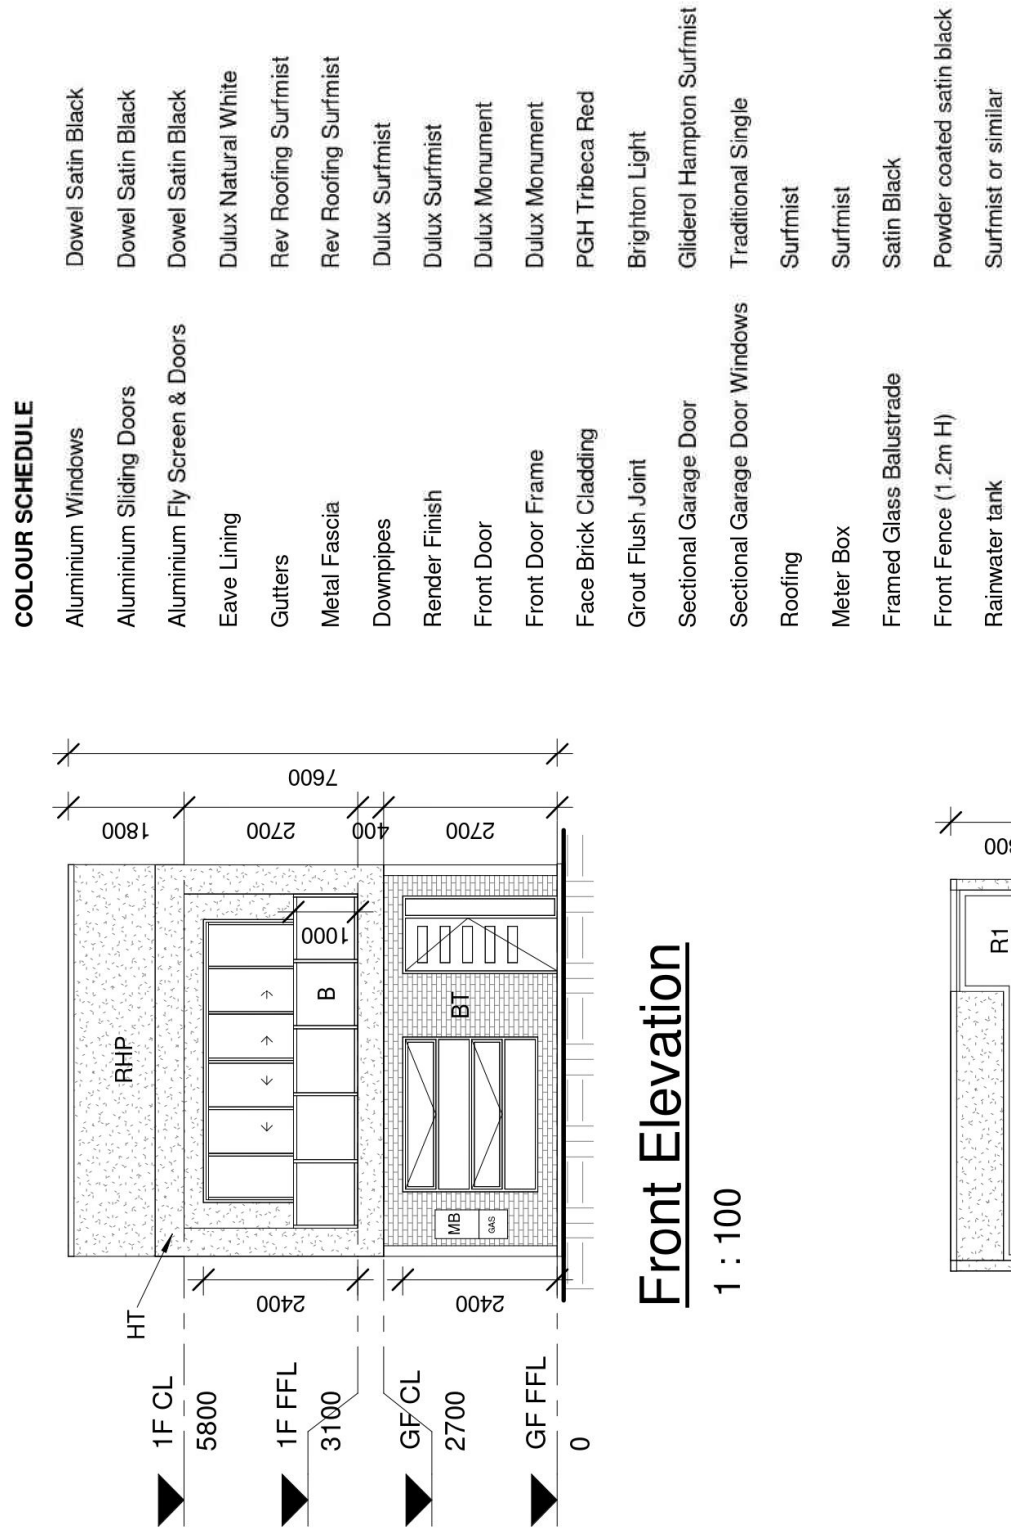 COLOUR SCHEDULE
Aluminium Windows Dowel Satin Black
Aluminium Sliding Doors Dowel Satin Black
Aluminium Fly Screen & Doors Dowel Satin Black
Eave Lining Dulux Natural White
Gutters Rev Roofing Surfmist
Metal Fascia Rev Roofing Surfmist
Downpipes Dulux Surfmist
Render Finish Dulux Surfmist
Front Door Dulux Monument
Front Door Frame Dulux Monument
Face Brick Cladding PGH Tribeca Red
Grout Flush Joint Brighton Light
Sectional Garage Door Gliderol Hampton Surfmist
Sectional Garage Door Windows Traditional Single
Roofing Surfmist
Meter Box Surfmist
Framed Glass Balustrade Satin Black
Front Fence (1.2m H) Powder coated satin black
Rainwater tank Surfmist or similar
HT
RHP
1F CL
5800
1F FFL
3100
GF CL
2700
GF FFL
0
2400
2400
B
1000
MB
GAS
BT
1800
2700
400
2700
7600
Front Elevation
1 : 100
R1